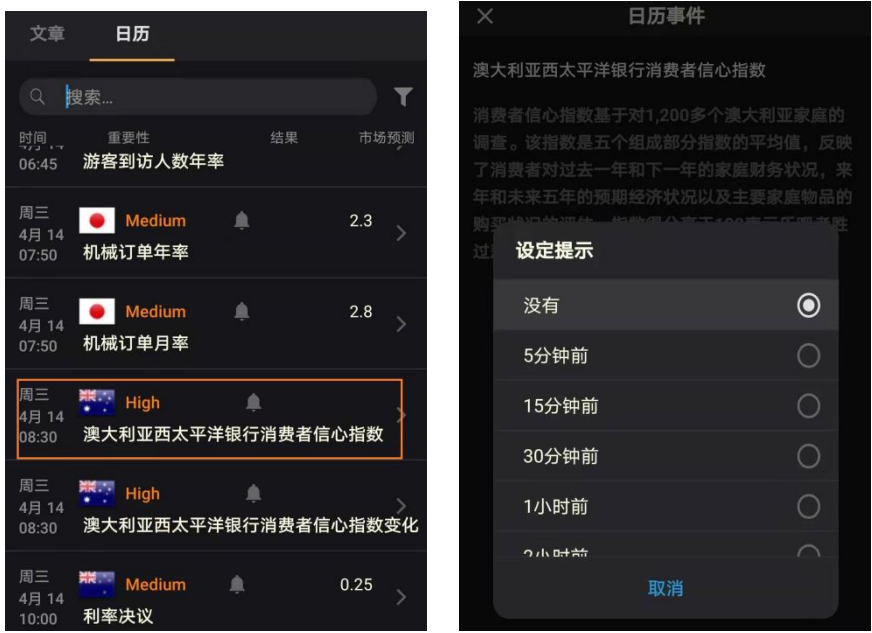 文章
日历
搜索...
时间
重要性
结果
市场预测
06:45
游客到访人数年率
周三
4月 14
07:50
Medium
2.3
机械订单年率
周三
4月 14
07:50
Medium
2.8
机械订单月率
周三
4月 14
08:30
High
澳大利亚西太平洋银行消费者信心指数
周三
4月 14
08:30
High
澳大利亚西太平洋银行消费者信心指数变化
周三
4月 14
10:00
Medium
0.25
利率决议
日历事件
澳大利亚西太平洋银行消费者信心指数
消费者信心指数基于对1,200多个澳大利亚家庭的
调查。该指数是五个组成部分指数的平均值，反映
了消费者对过去一年和下一年的家庭财务状况，来
年和未来五年的预期经济状况以及主要家庭物品的
设定提示
没有
5分钟前
15分钟前
30分钟前
1小时前
2小时前
取消